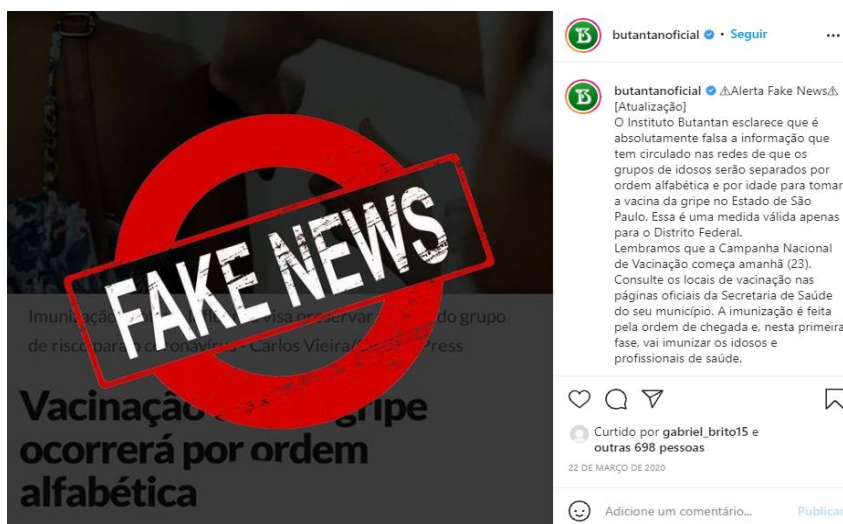 Imunização
visa preservar
do grupo
de risco para o coronavírus - Carlos Vieira/
Press
Vacinação
gripe
ocorrerá por ordem
alfabética
FAKE NEWS
butantanoficial • Seguir
butantanoficial ⚠Alerta Fake News⚠
[Atualização]
O Instituto Butantan esclarece que é
absolutamente falsa a informação que
tem circulado nas redes de que os
grupos de idosos serão separados por
ordem alfabética e por idade para tomar
a vacina da gripe no Estado de São
Paulo. Essa é uma medida válida apenas
para o Distrito Federal.
Lembramos que a Campanha Nacional
de Vacinação começa amanhã (23).
Consulte os locais de vacinação nas
páginas oficiais da Secretaria de Saúde
do seu município. A imunização é feita
pela ordem de chegada e, nesta primeira
fase, vai imunizar os idosos e
profissionais de saúde.
Curtido por gabriel_brito15 e
outras 698 pessoas
22 DE MARÇO DE 2020
Adicione um comentário... Publicar